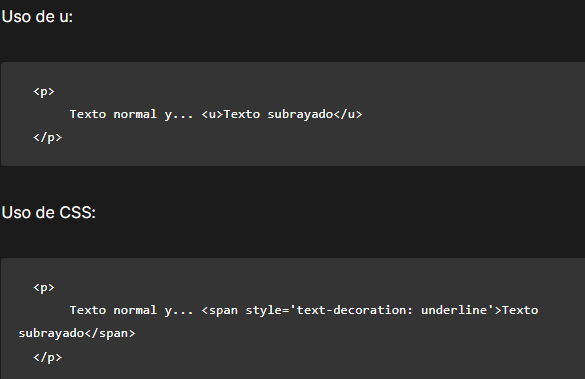 Uso de u:
<p>
Texto normal y... <u>Texto subrayado</u>
</p>
Uso de CSS:
<p>
Texto normal y... <span style='text-decoration: underline'>Texto
subrayado</span>
</p>